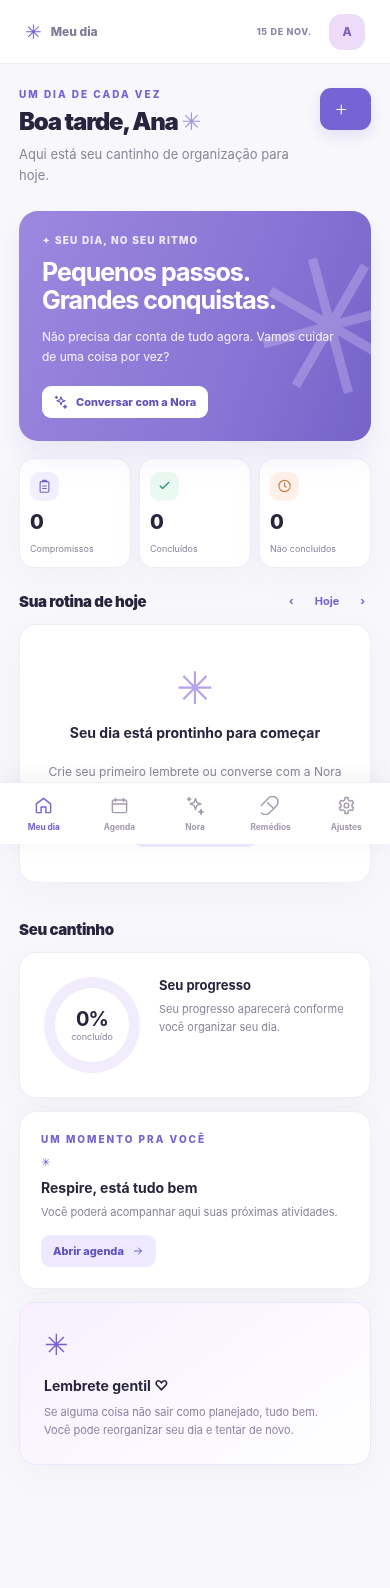 Meu dia
15 DE NOV.
A
UM DIA DE CADA VEZ
Boa tarde, Ana
Aqui está seu cantinho de organização para
hoje.
+
SEU DIA, NO SEU RITMO
Pequenos passos.
Grandes conquistas.
Não precisa dar conta de tudo agora. Vamos cuidar
de uma coisa por vez?
Conversar com a Nora
0
Compromissos
0
Concluídos
0
Não concluídos
Sua rotina de hoje
‹ Hoje ›
Seu dia está prontinho para começar
Crie seu primeiro lembrete ou converse com a Nora
Meu dia
Agenda
Nora
Remédios
Ajustes
Seu cantinho
0%
concluído
Seu progresso
Seu progresso aparecerá conforme
você organizar seu dia.
UM MOMENTO PRA VOCÊ
Respire, está tudo bem
Você poderá acompanhar aqui suas próximas atividades.
Abrir agenda →
Lembrete gentil ♡
Se alguma coisa não sair como planejado, tudo bem.
Você pode reorganizar seu dia e tentar de novo.